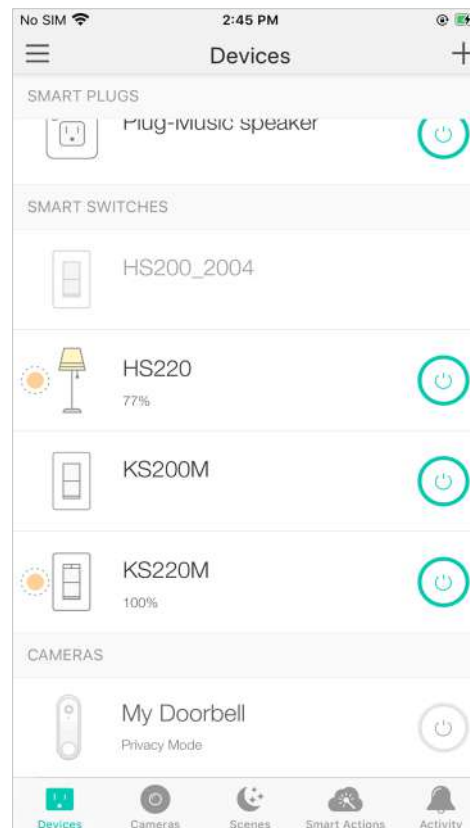 No SIM 2:45 PM
Devices
SMART PLUGS
Plug-Music speaker
SMART SWITCHES
HS200_2004
HS220
77%
KS200M
KS220M
100%
CAMERAS
My Doorbell
Privacy Mode
Devices Cameras Scenes Smart Actions Activity